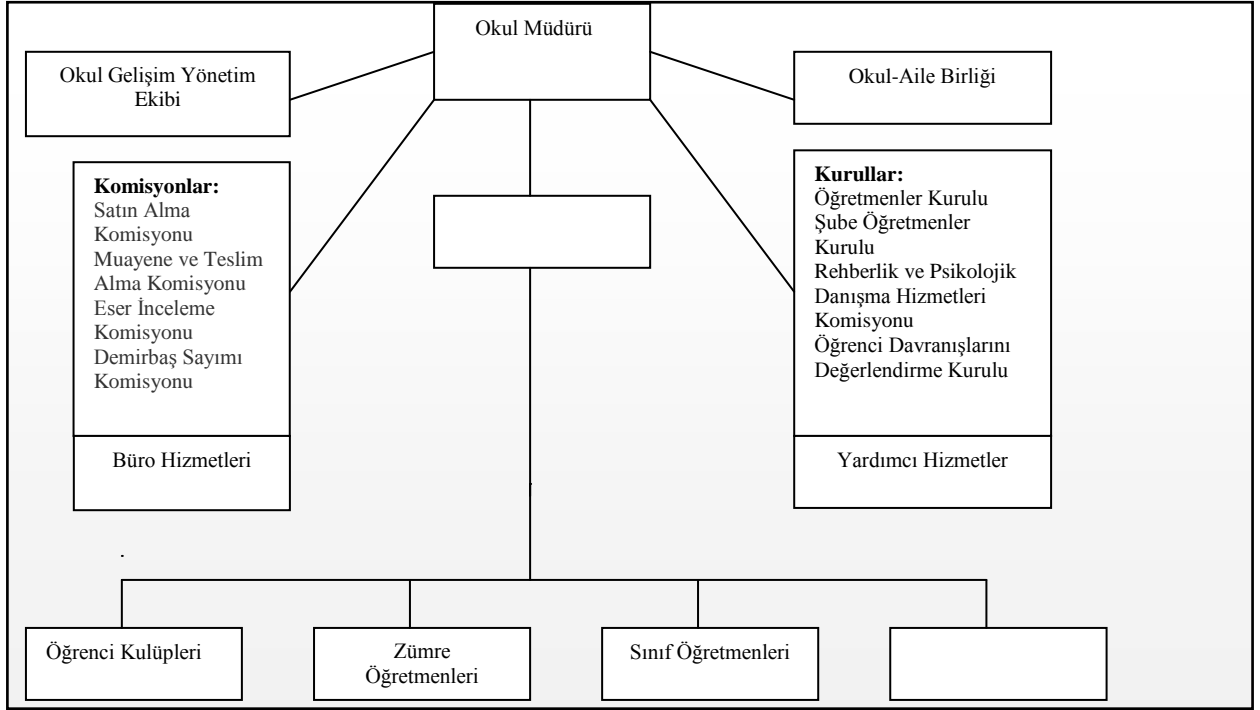 Okul Müdürü
Okul Gelişim Yönetim
Ekibi
Okul-Aile Birliği
Komisyonlar:
Satın Alma
Komisyonu
Muayene ve Teslim
Alma Komisyonu
Eser İnceleme
Komisyonu
Demirbaş Sayımı
Komisyonu
Büro Hizmetleri
Kurullar:
Öğretmenler Kurulu
Şube Öğretmenler
Kurulu
Rehberlik ve Psikolojik
Danışma Hizmetleri
Komisyonu
Öğrenci Davranışlarını
Değerlendirme Kurulu
Yardımcı Hizmetler
Öğrenci Kulüpleri
Zümre
Öğretmenleri
Sınıf Öğretmenleri